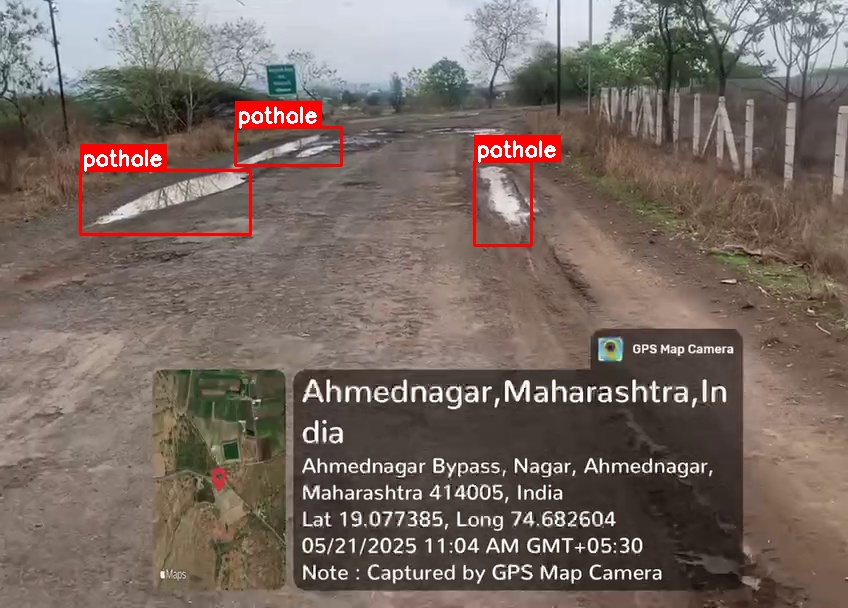 pothole
pothole
pothole
GPS Map Camera
Ahmednagar,Maharashtra,In
dia
Ahmednagar Bypass, Nagar, Ahmednagar,
Maharashtra 414005, India
Lat 19.077385, Long 74.682604
05/21/2025 11:04 AM GMT+05:30
Note : Captured by GPS Map Camera
Maps